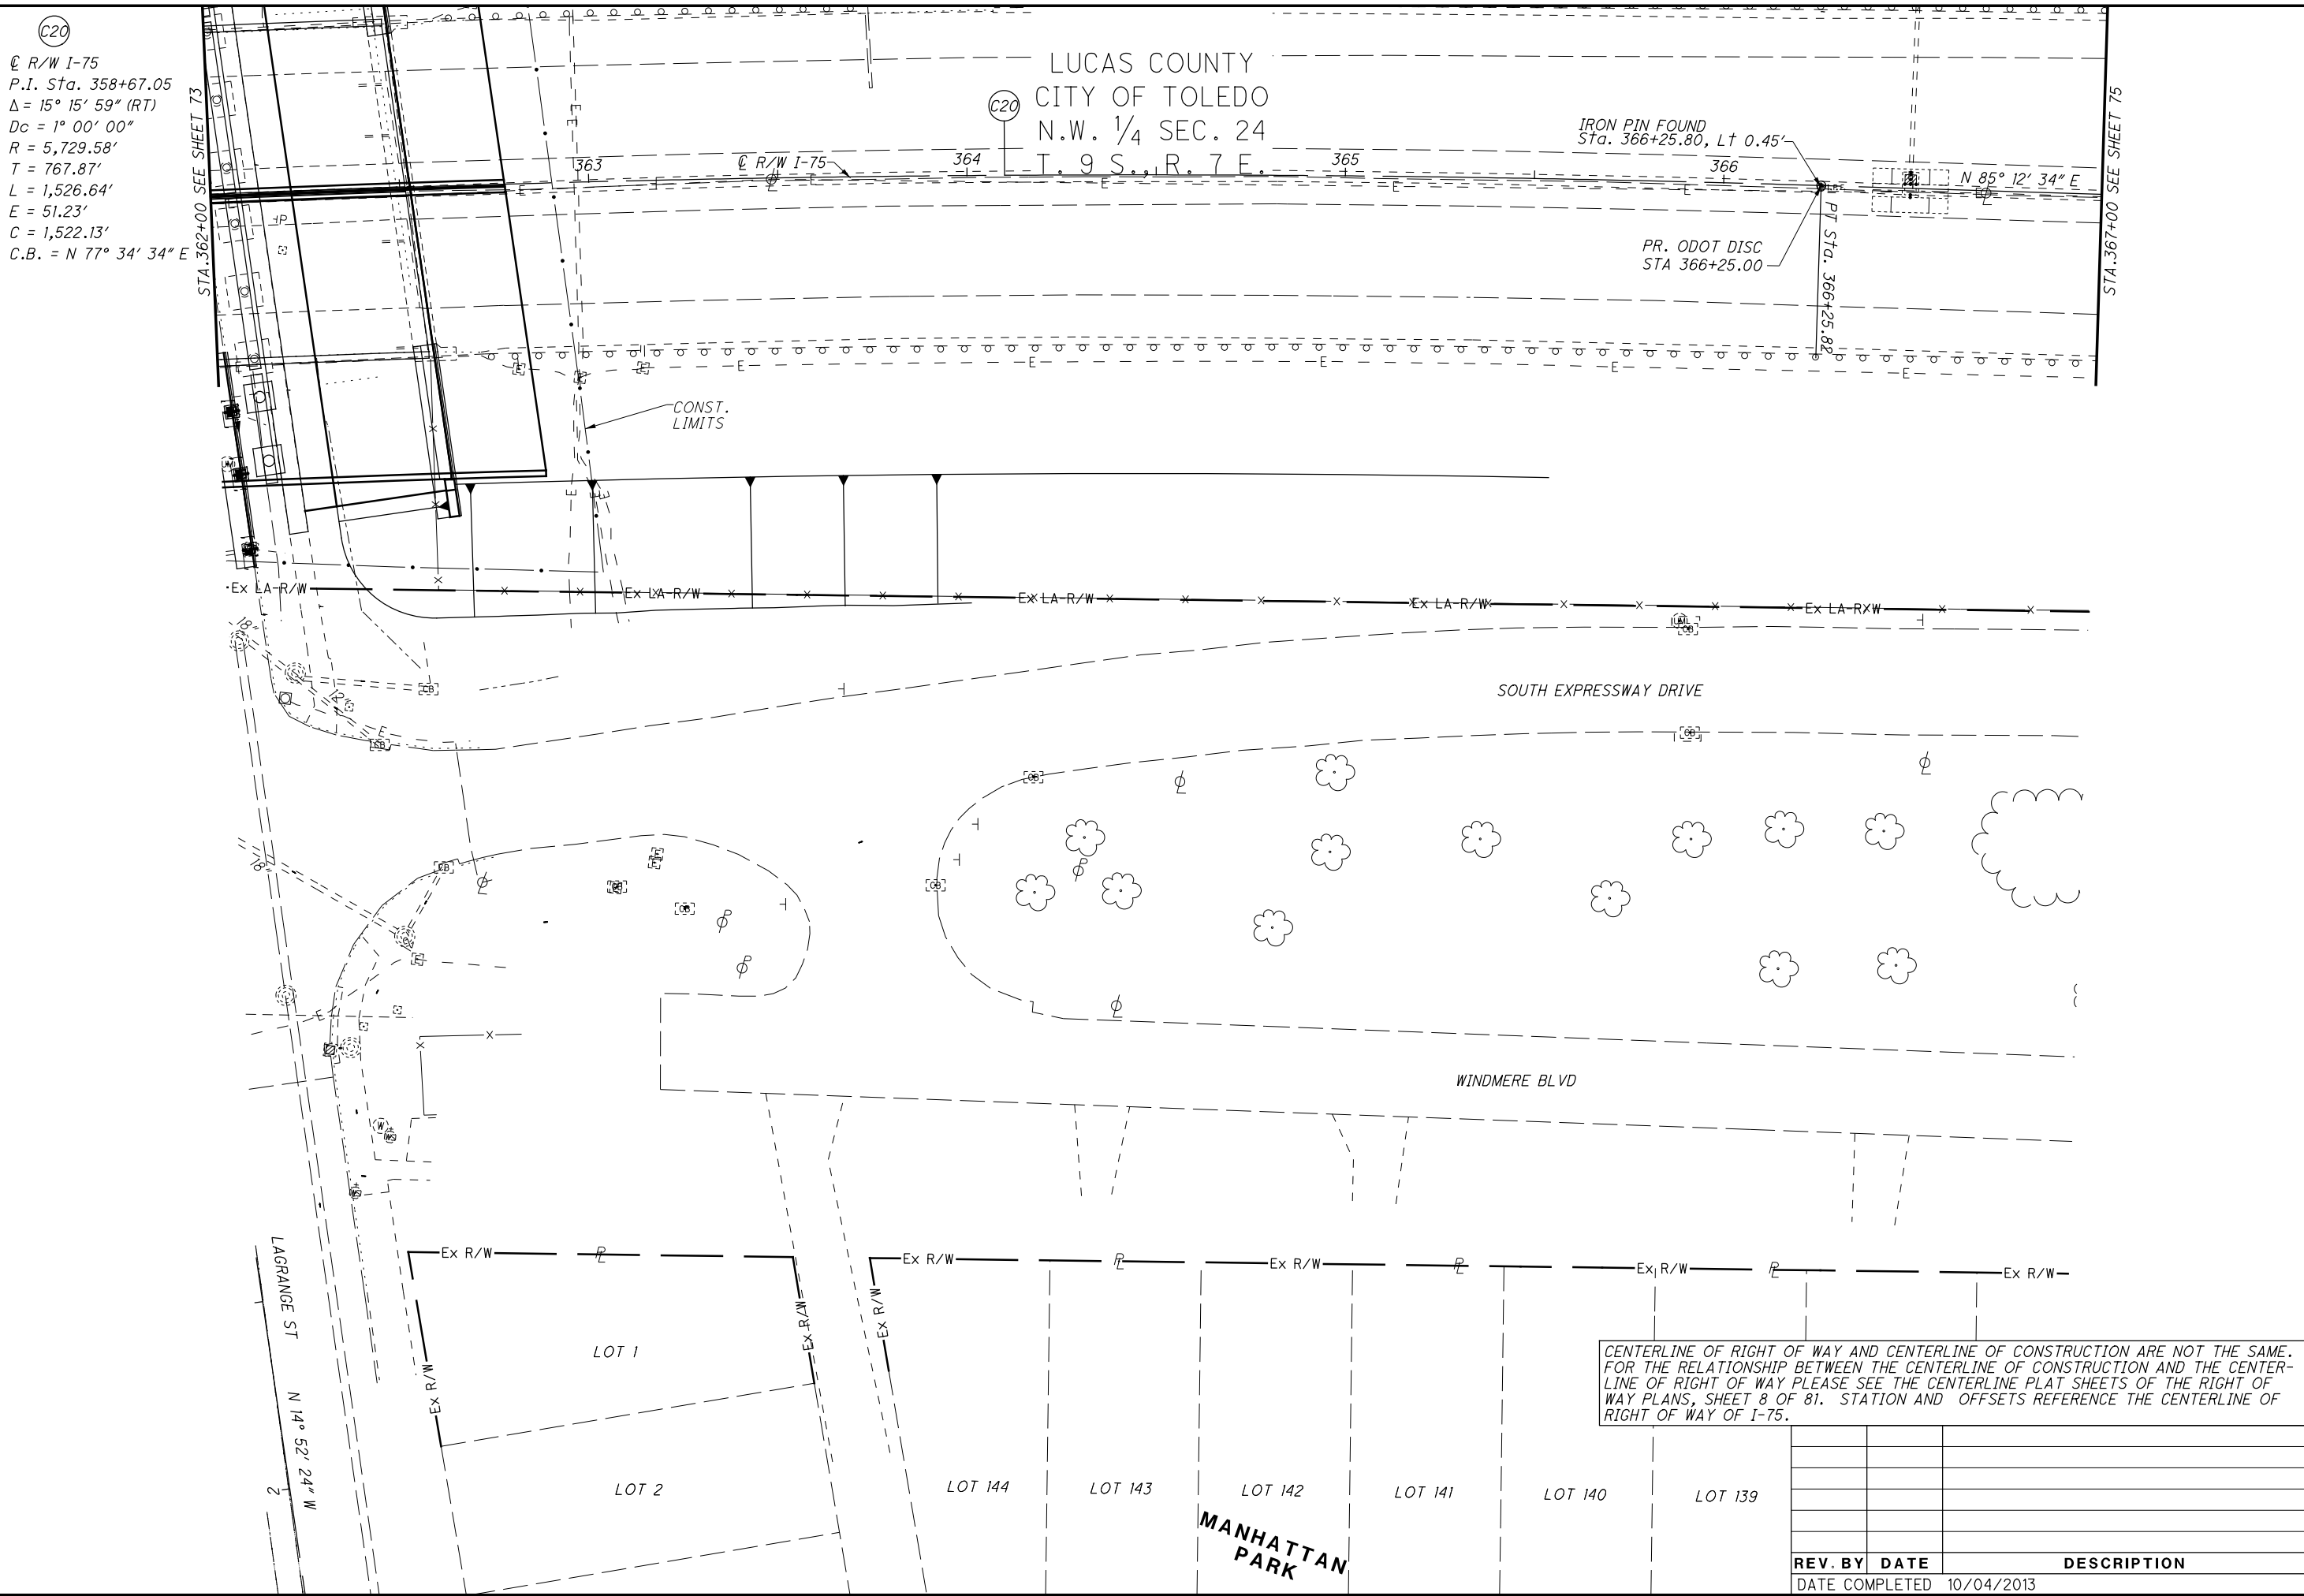 C20
℄ R/W I-75
P.I. Sta. 358+67.05
Δ = 15° 15′ 59″ (RT)
Dc = 1° 00′ 00″
R = 5,729.58′
T = 767.87′
L = 1,526.64′
E = 51.23′
C = 1,522.13′
C.B. = N 77° 34′ 34″ E
STA.362+00 SEE SHEET 73
LUCAS COUNTY
CITY OF TOLEDO
N.W. 1/4 SEC. 24
T. 9 S., R. 7 E.
C20
℄ R/W I-75
363
364
365
366
IRON PIN FOUND
Sta. 366+25.80, Lt 0.45′
N 85° 12′ 34″ E
PR. ODOT DISC
STA 366+25.00
PT Sta. 366+25.82
STA.367+00 SEE SHEET 75
CONST.
LIMITS
Ex LA-R/W
Ex LA-R/W
Ex LA-R/W
Ex LA-R/W
Ex LA-R/W
SOUTH EXPRESSWAY DRIVE
18"
12"
18"
WINDMERE BLVD
LAGRANGE ST
N 14° 52′ 24″ W
2
Ex R/W
Ex R/W
Ex R/W
Ex R/W
Ex R/W
Ex R/W
Ex R/W
Ex R/W
LOT 1
LOT 2
LOT 144
LOT 143
LOT 142
LOT 141
LOT 140
LOT 139
MANHATTAN
PARK
CENTERLINE OF RIGHT OF WAY AND CENTERLINE OF CONSTRUCTION ARE NOT THE SAME.
FOR THE RELATIONSHIP BETWEEN THE CENTERLINE OF CONSTRUCTION AND THE CENTER-
LINE OF RIGHT OF WAY PLEASE SEE THE CENTERLINE PLAT SHEETS OF THE RIGHT OF
WAY PLANS, SHEET 8 OF 81. STATION AND OFFSETS REFERENCE THE CENTERLINE OF
RIGHT OF WAY OF I-75.
REV. BY DATE DESCRIPTION
DATE COMPLETED 10/04/2013